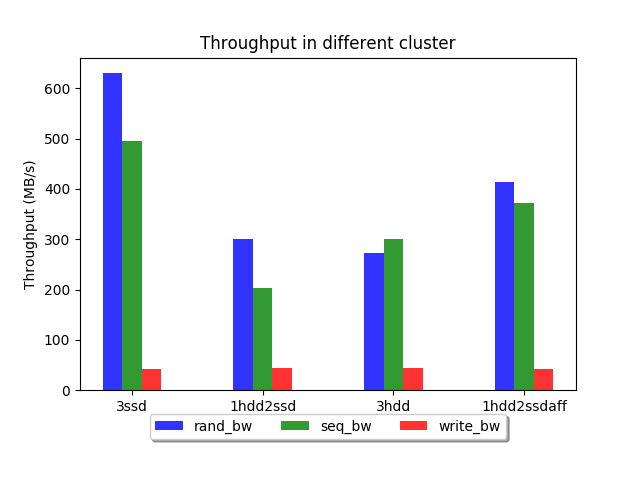 Throughput in different cluster
Throughput (MB/s)
600
500
400
300
200
100
0
3ssd 1hdd2ssd 3hdd 1hdd2ssdaff
rand_bw seq_bw write_bw